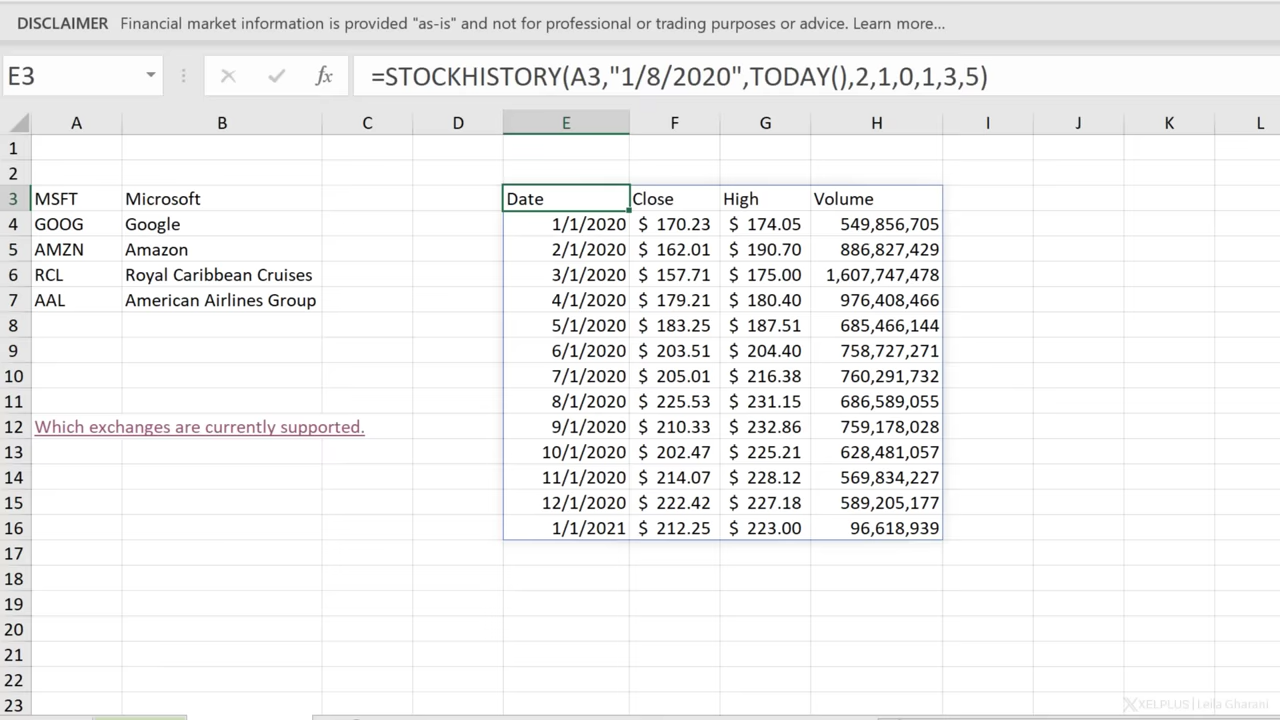 DISCLAIMER Financial market information is provided "as-is" and not for professional or trading purposes or advice. Learn more...
E3 fx =STOCKHISTORY(A3,"1/8/2020",TODAY(),2,1,0,1,3,5)
A B C D E F G H I J K L
1
2
3 MSFT Microsoft Date Close High Volume
4 GOOG Google 1/1/2020 $ 170.23 $ 174.05 549,856,705
5 AMZN Amazon 2/1/2020 $ 162.01 $ 190.70 886,827,429
6 RCL Royal Caribbean Cruises 3/1/2020 $ 157.71 $ 175.00 1,607,747,478
7 AAL American Airlines Group 4/1/2020 $ 179.21 $ 180.40 976,408,466
8 5/1/2020 $ 183.25 $ 187.51 685,466,144
9 6/1/2020 $ 203.51 $ 204.40 758,727,271
10 7/1/2020 $ 205.01 $ 216.38 760,291,732
11 8/1/2020 $ 225.53 $ 231.15 686,589,055
12 Which exchanges are currently supported. 9/1/2020 $ 210.33 $ 232.86 759,178,028
13 10/1/2020 $ 202.47 $ 225.21 628,481,057
14 11/1/2020 $ 214.07 $ 228.12 569,834,227
15 12/1/2020 $ 222.42 $ 227.18 589,205,177
16 1/1/2021 $ 212.25 $ 223.00 96,618,939
17
18
19
20
21
22
23
XELPLUS | Leila Gharani